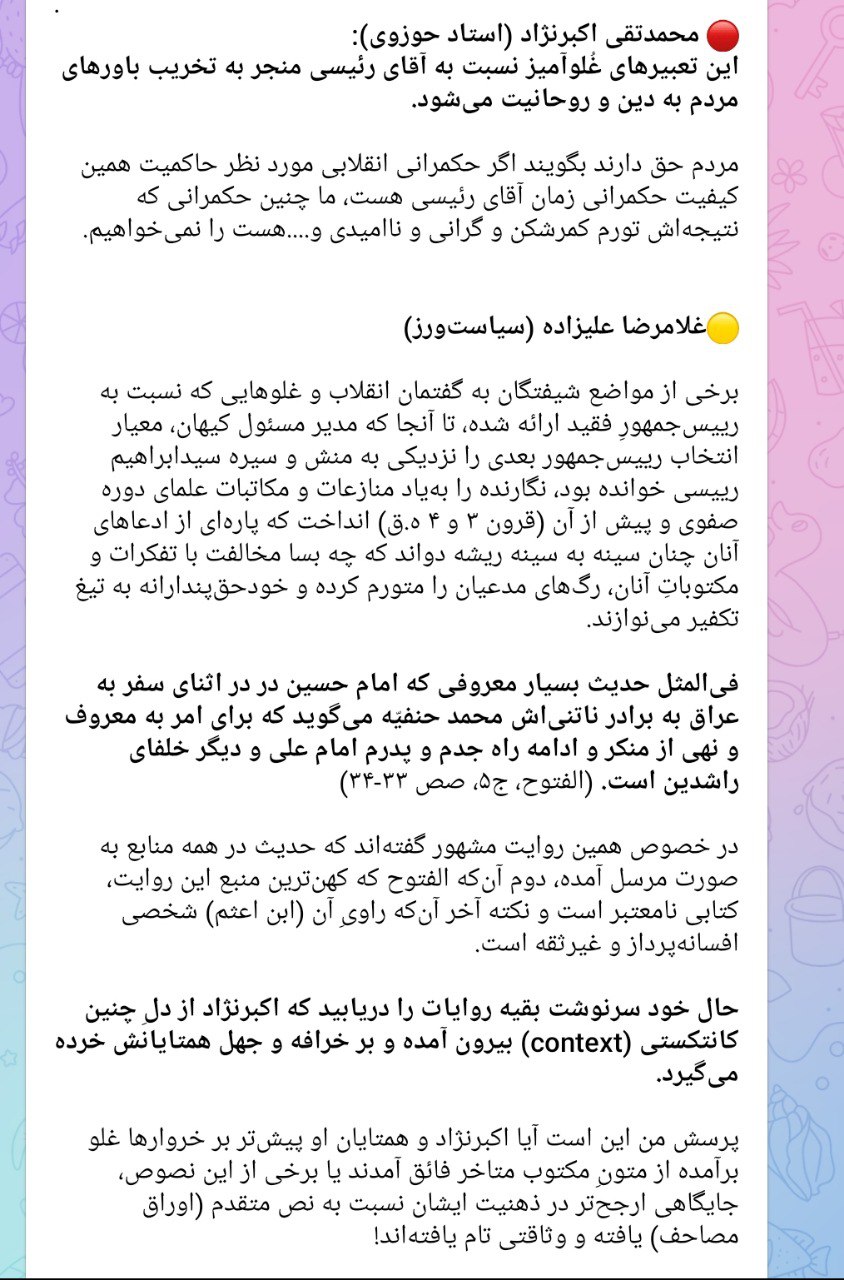 🔴 محمدتقی اکبرنژاد (استاد حوزوی):
این تعبیرهای غُلوآمیز نسبت به آقای رئیسی منجر به تخریب باورهای
مردم به دین و روحانیت می‌شود.
مردم حق دارند بگویند اگر حکمرانی انقلابی مورد نظر حاکمیت همین
کیفیت حکمرانی زمان آقای رئیسی هست، ما چنین حکمرانی که
نتیجه‌اش تورم کمرشکن و گرانی و ناامیدی و....هست را نمی‌خواهیم.
🟡غلامرضا علیزاده (سیاست‌ورز)
برخی از مواضع شیفتگان به گفتمان انقلاب و غلوهایی که نسبت به
رییس‌جمهورِ فقید ارائه شده، تا آنجا که مدیر مسئول کیهان، معیار
انتخاب رییس‌جمهور بعدی را نزدیکی به منش و سیره سیدابراهیم
رییسی خوانده بود، نگارنده را به‌یاد منازعات و مکاتبات علمای دوره
صفوی و پیش از آن (قرون ۳ و ۴ ه.ق) انداخت که پاره‌ای از ادعاهای
آنان چنان سینه به سینه ریشه دواند که چه بسا مخالفت با تفکرات و
مکتوباتِ آنان، رگ‌های مدعیان را متورم کرده و خودحق‌پندارانه به تیغ
تکفیر می‌نوازند.
فی‌المثل حدیث بسیار معروفی که امام حسین در در اثنای سفر به
عراق به برادر ناتنی‌اش محمد حنفیّه می‌گوید که برای امر به معروف
و نهی از منکر و ادامه راه جدم و پدرم امام علی و دیگر خلفای
راشدین است. (الفتوح، ج۵، صص ۳۳-۳۴)
در خصوص همین روایت مشهور گفته‌اند که حدیث در همه منابع به
صورت مرسل آمده، دوم آن‌که الفتوح که کهن‌ترین منبع این روایت،
کتابی نامعتبر است و نکته آخر آن‌که راویِ آن (ابن اعثم) شخصی
افسانه‌پرداز و غیرثقه است.
حال خود سرنوشت بقیه روایات را دریابید که اکبرنژاد از دلِ چنین
کانتکستی (context) بیرون آمده و بر خرافه و جهل همتایانش خرده
می‌گیرد.
پرسش من این است آیا اکبرنژاد و همتایان او پیش‌تر بر خروارها غلو
برآمده از متونِ مکتوب متاخر فائق آمدند یا برخی از این نصوص،
جایگاهی ارجح‌تر در ذهنیت ایشان نسبت به نص متقدم (اوراق
مصاحف) یافته و وثاقتی تام یافته‌اند!